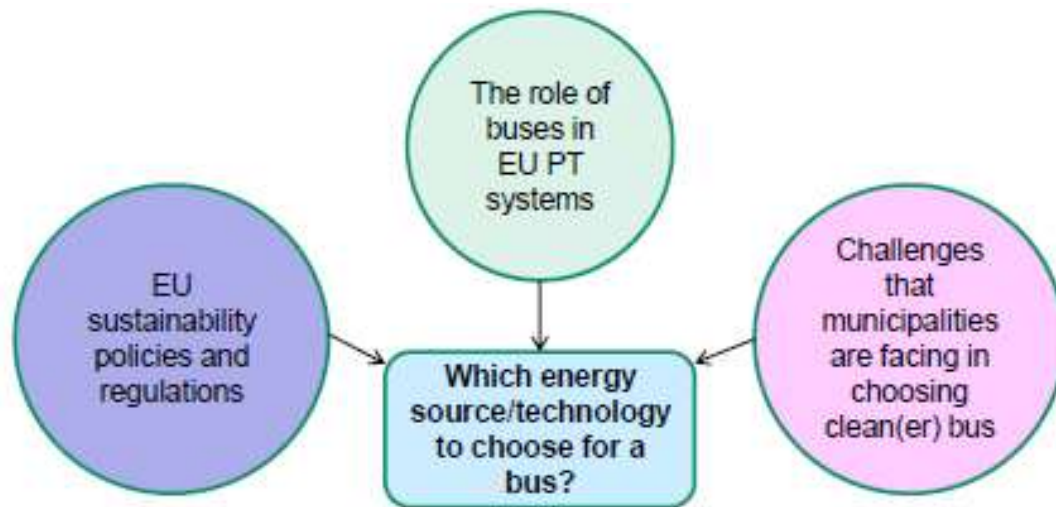 The role of
buses in
EU PT
systems
EU
sustainability
policies and
regulations
Challenges
that
municipalities
are facing in
choosing
clean(er) bus
Which energy
source/technology
to choose for a
bus?